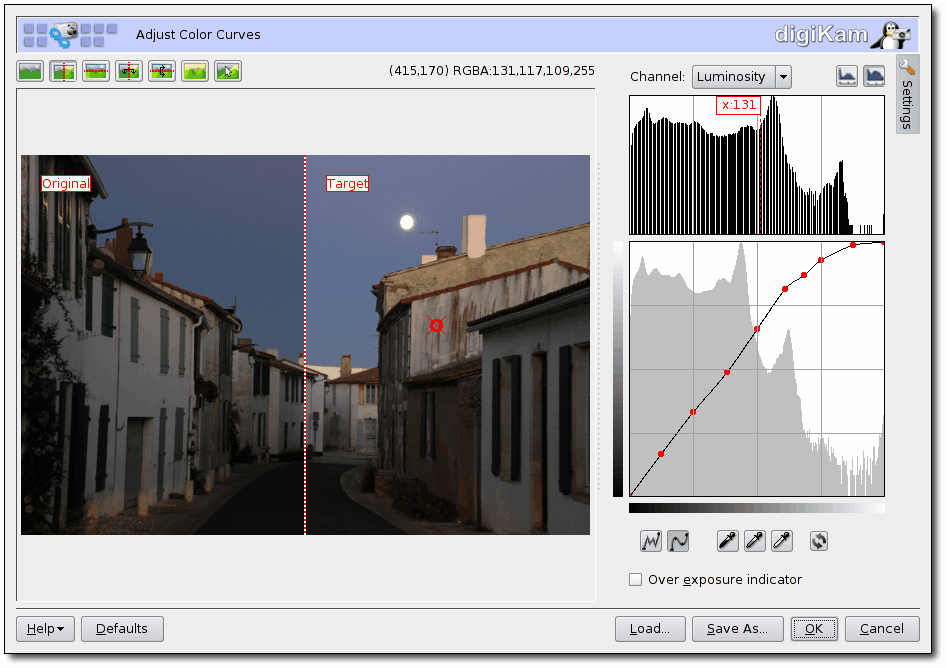 Adjust Color Curves
digiKam
(415,170) RGBA:131,117,109,255
Channel: Luminosity
Settings
x:131
Original
Target
Over exposure indicator
Help
Defaults
Load...
Save As...
OK
Cancel